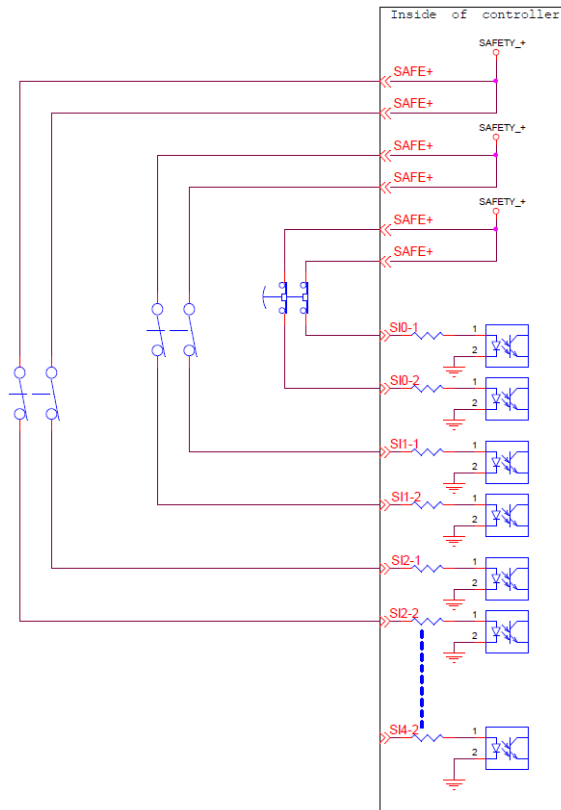 Inside of controller
SAFETY_+
SAFE+
SAFE+
SAFETY_+
SAFE+
SAFE+
SAFETY_+
SAFE+
SAFE+
SI0-1 1
2
SI0-2 1
2
SI1-1 1
2
SI1-2 1
2
SI2-1 1
2
SI2-2 1
2
SI4-2 1
2